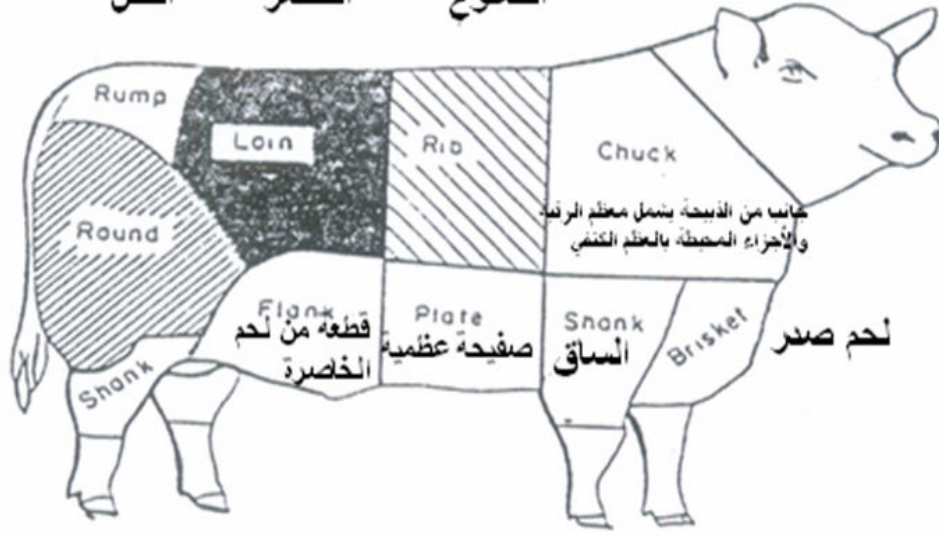 Rump
Loin
Rib
Chuck
جانب من الذبيحة يشمل معظم الرقبة
والأجزاء المحيطة بالعظم الكتفي
Round
Flank
قطعه من لحم
الخاصرة
Plate
صفيحة عظمية
Shank
الساق
Brisket
لحم صدر
Shank